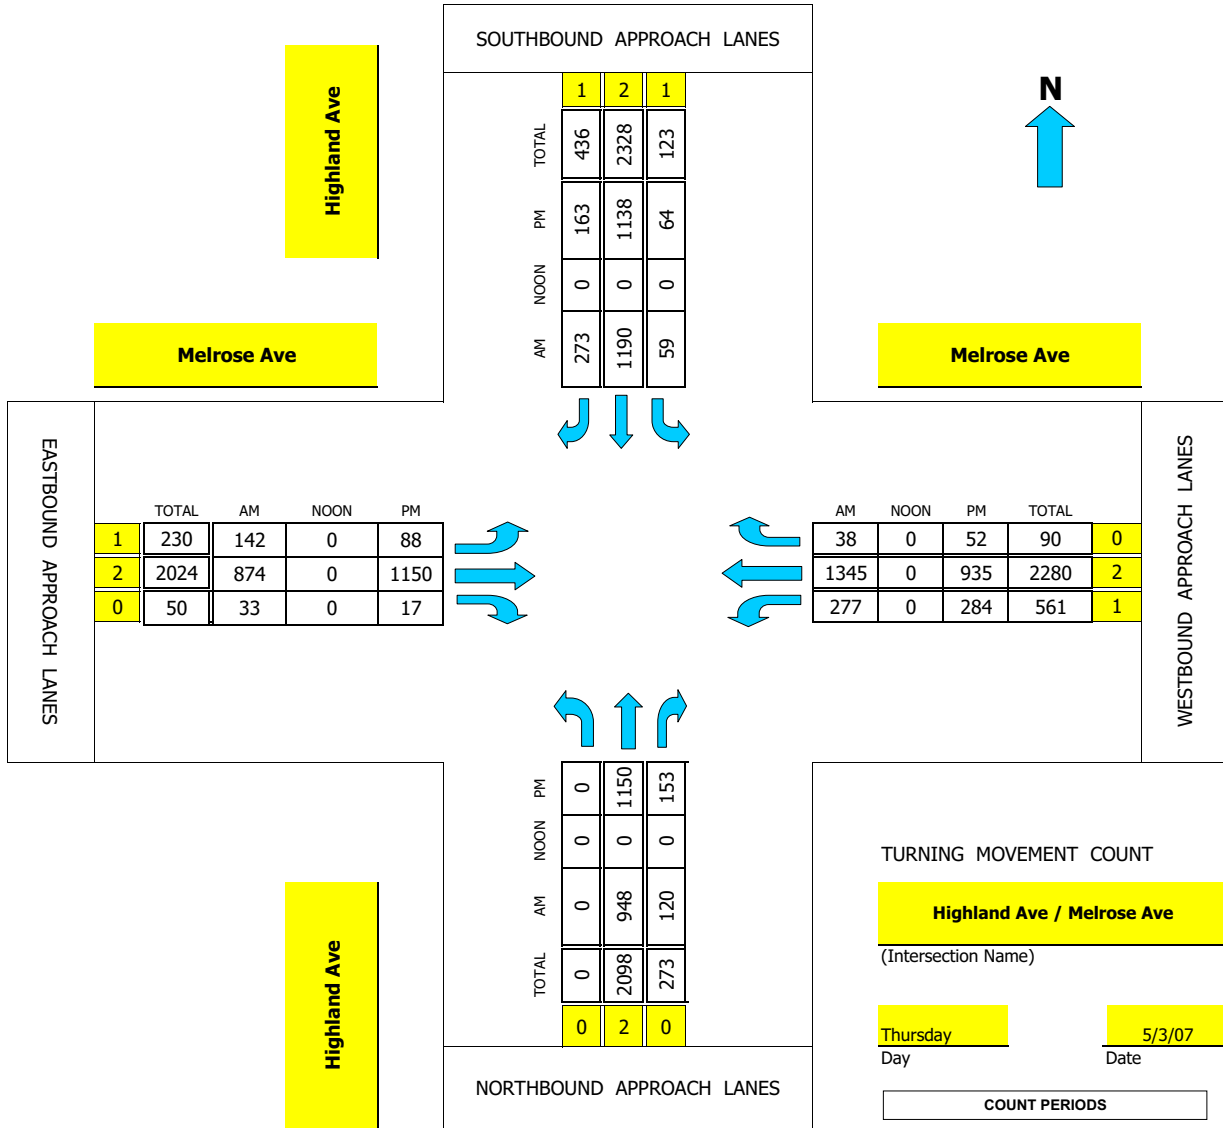 SOUTHBOUND APPROACH LANES
1 2 1
TOTAL 436 2328 123
PM 163 1138 64
NOON 0 0 0
AM 273 1190 59
Highland Ave
N
Melrose Ave
Melrose Ave
EASTBOUND APPROACH LANES
TOTAL AM NOON PM
1 230 142 0 88
2 2024 874 0 1150
0 50 33 0 17
AM NOON PM TOTAL
38 0 52 90 0
1345 0 935 2280 2
277 0 284 561 1
WESTBOUND APPROACH LANES
PM 0 1150 153
NOON 0 0 0
AM 0 948 120
TOTAL 0 2098 273
0 2 0
NORTHBOUND APPROACH LANES
Highland Ave
TURNING MOVEMENT COUNT
Highland Ave / Melrose Ave
(Intersection Name)
Thursday 5/3/07
Day Date
COUNT PERIODS